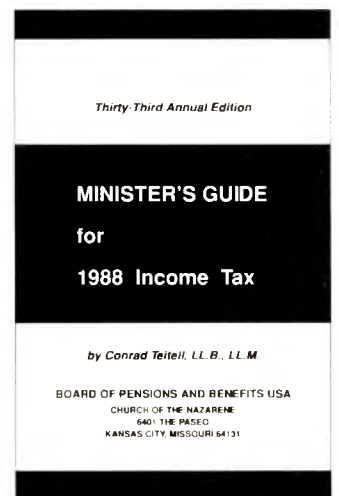 Thirty-Third Annual Edition
MINISTER'S GUIDE
for
1988 Income Tax
by Conrad Teitell, LL.B., LL.M.
BOARD OF PENSIONS AND BENEFITS USA
CHURCH OF THE NAZARENE
6401 THE PASEO
KANSAS CITY, MISSOURI 64131